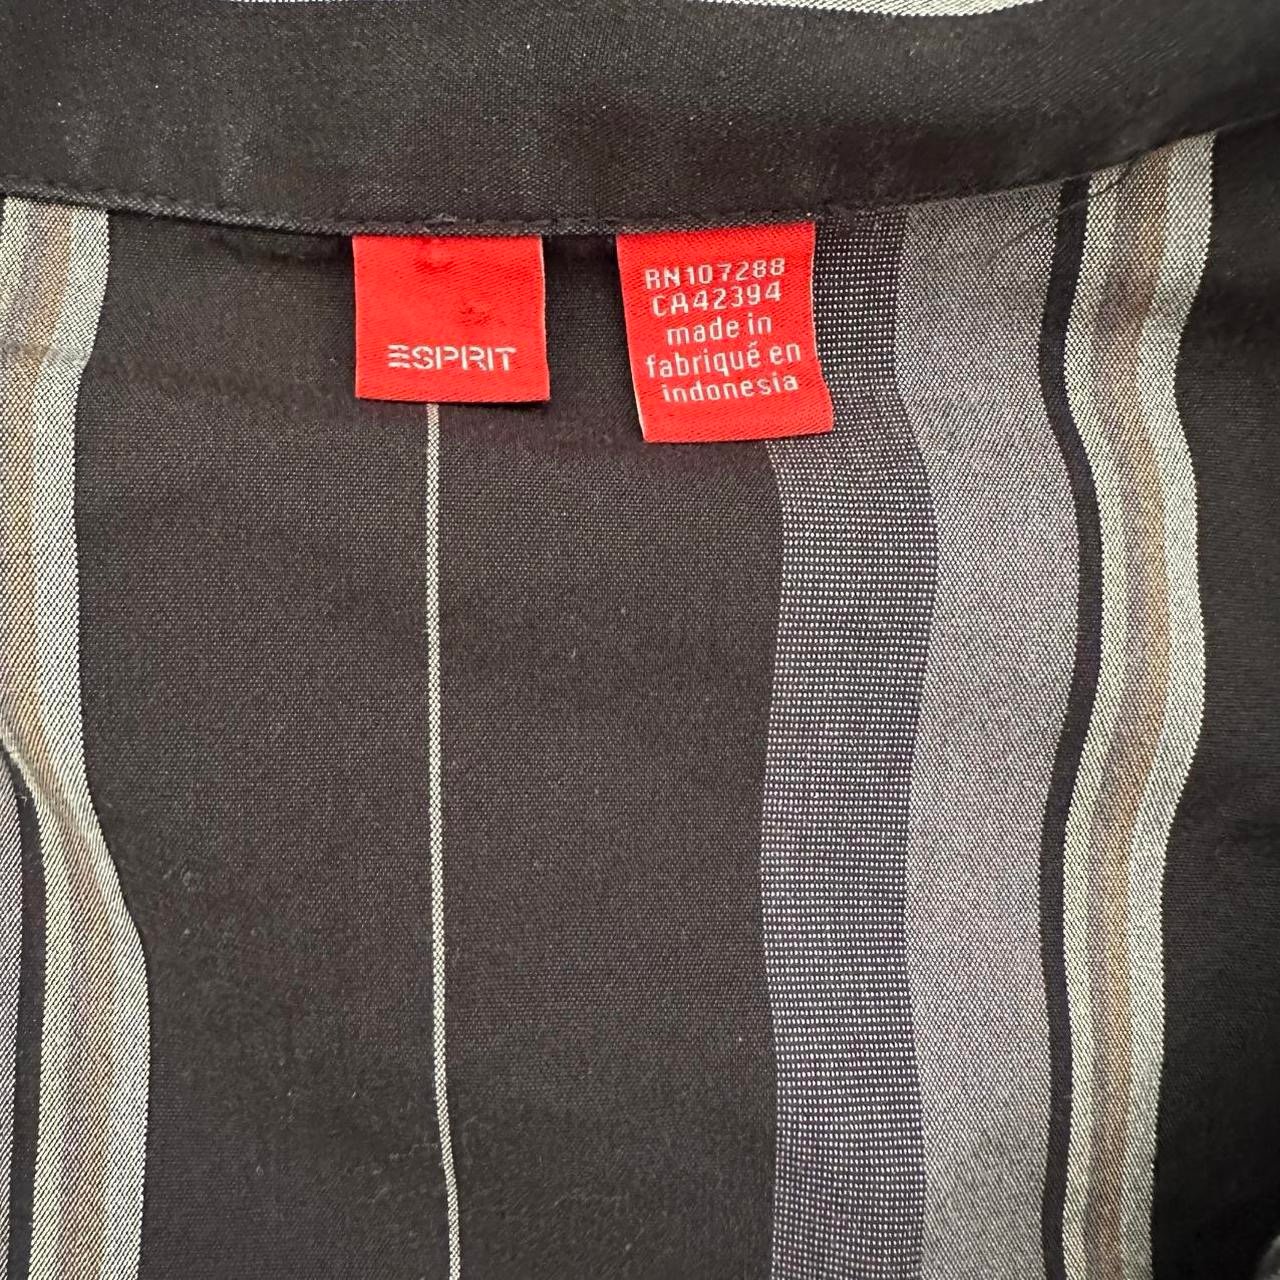 ESPRIT
RN107288
CA42394
made in
fabriqué en
indonesia